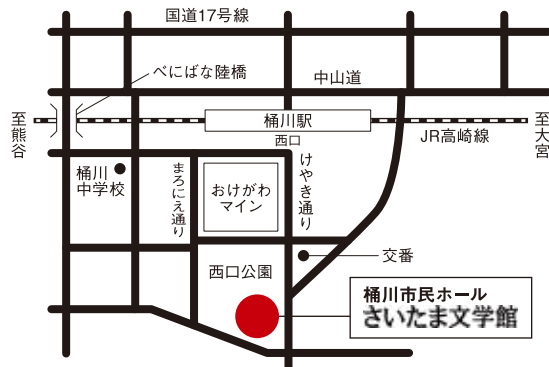 国道17号線
べにばな陸橋
中山道
至熊谷
桶川駅
西口
JR高崎線
至大宮
桶川
中学校
まろにえ通り
おけがわ
マイン
けやき通り
西口公園
交番
桶川市民ホール
さいたま文学館